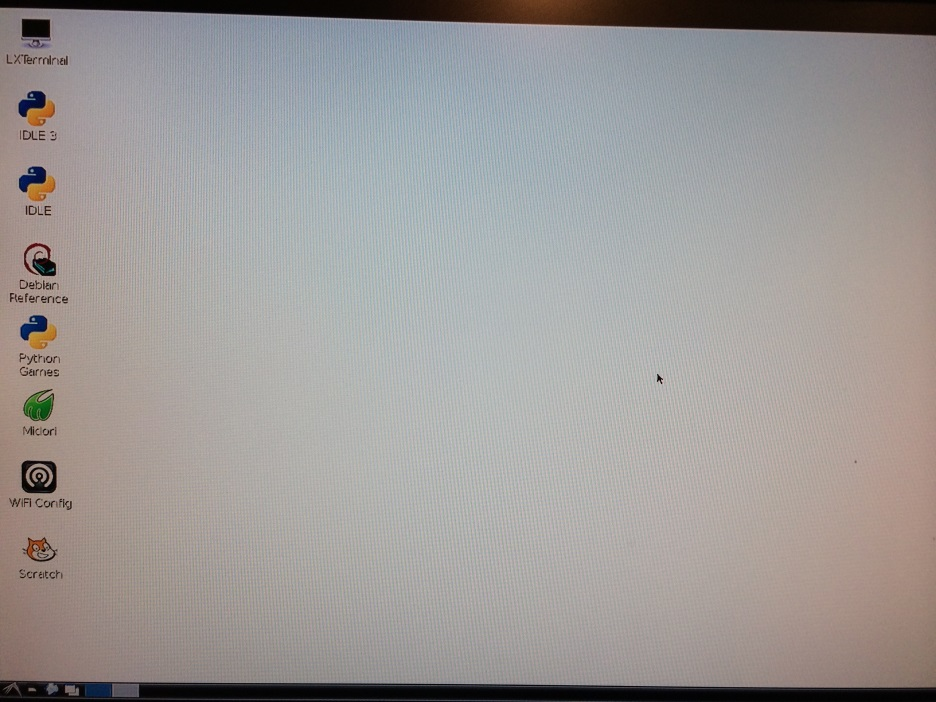 LXTerminal
IDLE 3
IDLE
Debian
Reference
Python
Games
Midori
WiFi Config
Scratch